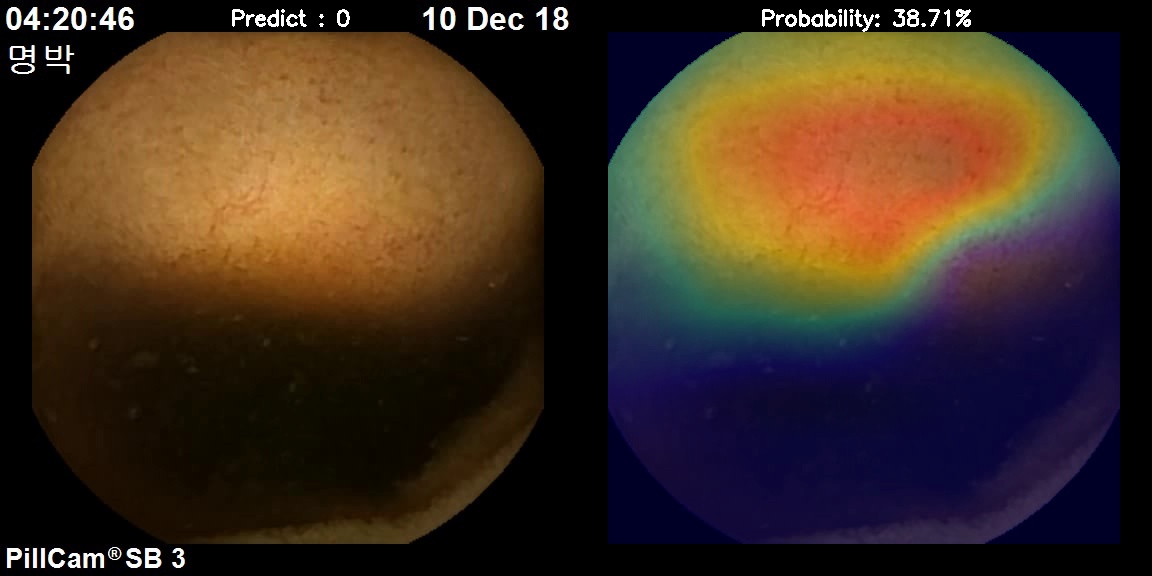 04:20:46
Predict : 0
10 Dec 18
Probability: 38.71%
명박
PillCam® SB 3